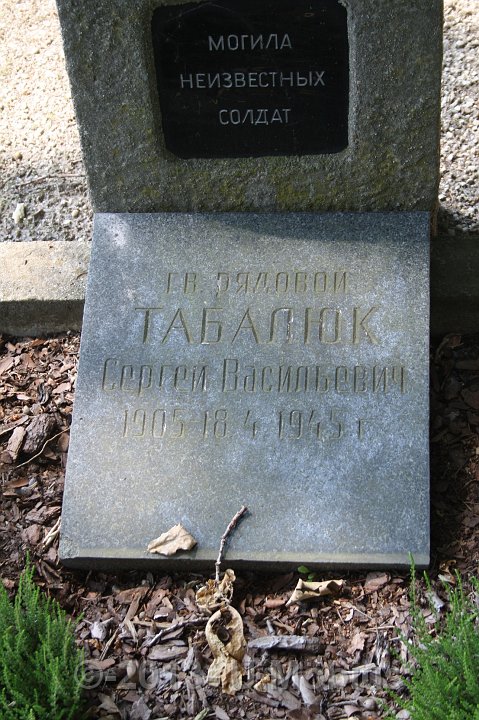 МОГИЛА
НЕИЗВЕСТНЫХ
СОЛДАТ
ГВ. РЯДОВОЙ
ТАБАЛЮК
Сергей Васильевич
1905-18.4.1945 г.